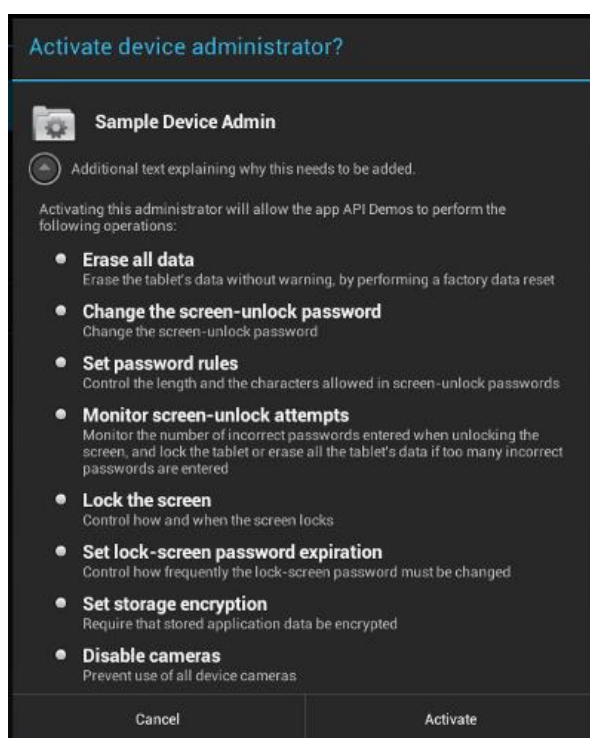 Activate device administrator?
Sample Device Admin
Additional text explaining why this needs to be added.
Activating this administrator will allow the app API Demos to perform the
following operations:
Erase all data
Erase the tablet's data without warning, by performing a factory data reset
Change the screen-unlock password
Change the screen-unlock password
Set password rules
Control the length and the characters allowed in screen-unlock passwords
Monitor screen-unlock attempts
Monitor the number of incorrect passwords entered when unlocking the
screen, and lock the tablet or erase all the tablet's data if too many incorrect
passwords are entered
Lock the screen
Control how and when the screen locks
Set lock-screen password expiration
Control how frequently the lock-screen password must be changed
Set storage encryption
Require that stored application data be encrypted
Disable cameras
Prevent use of all device cameras
Cancel
Activate